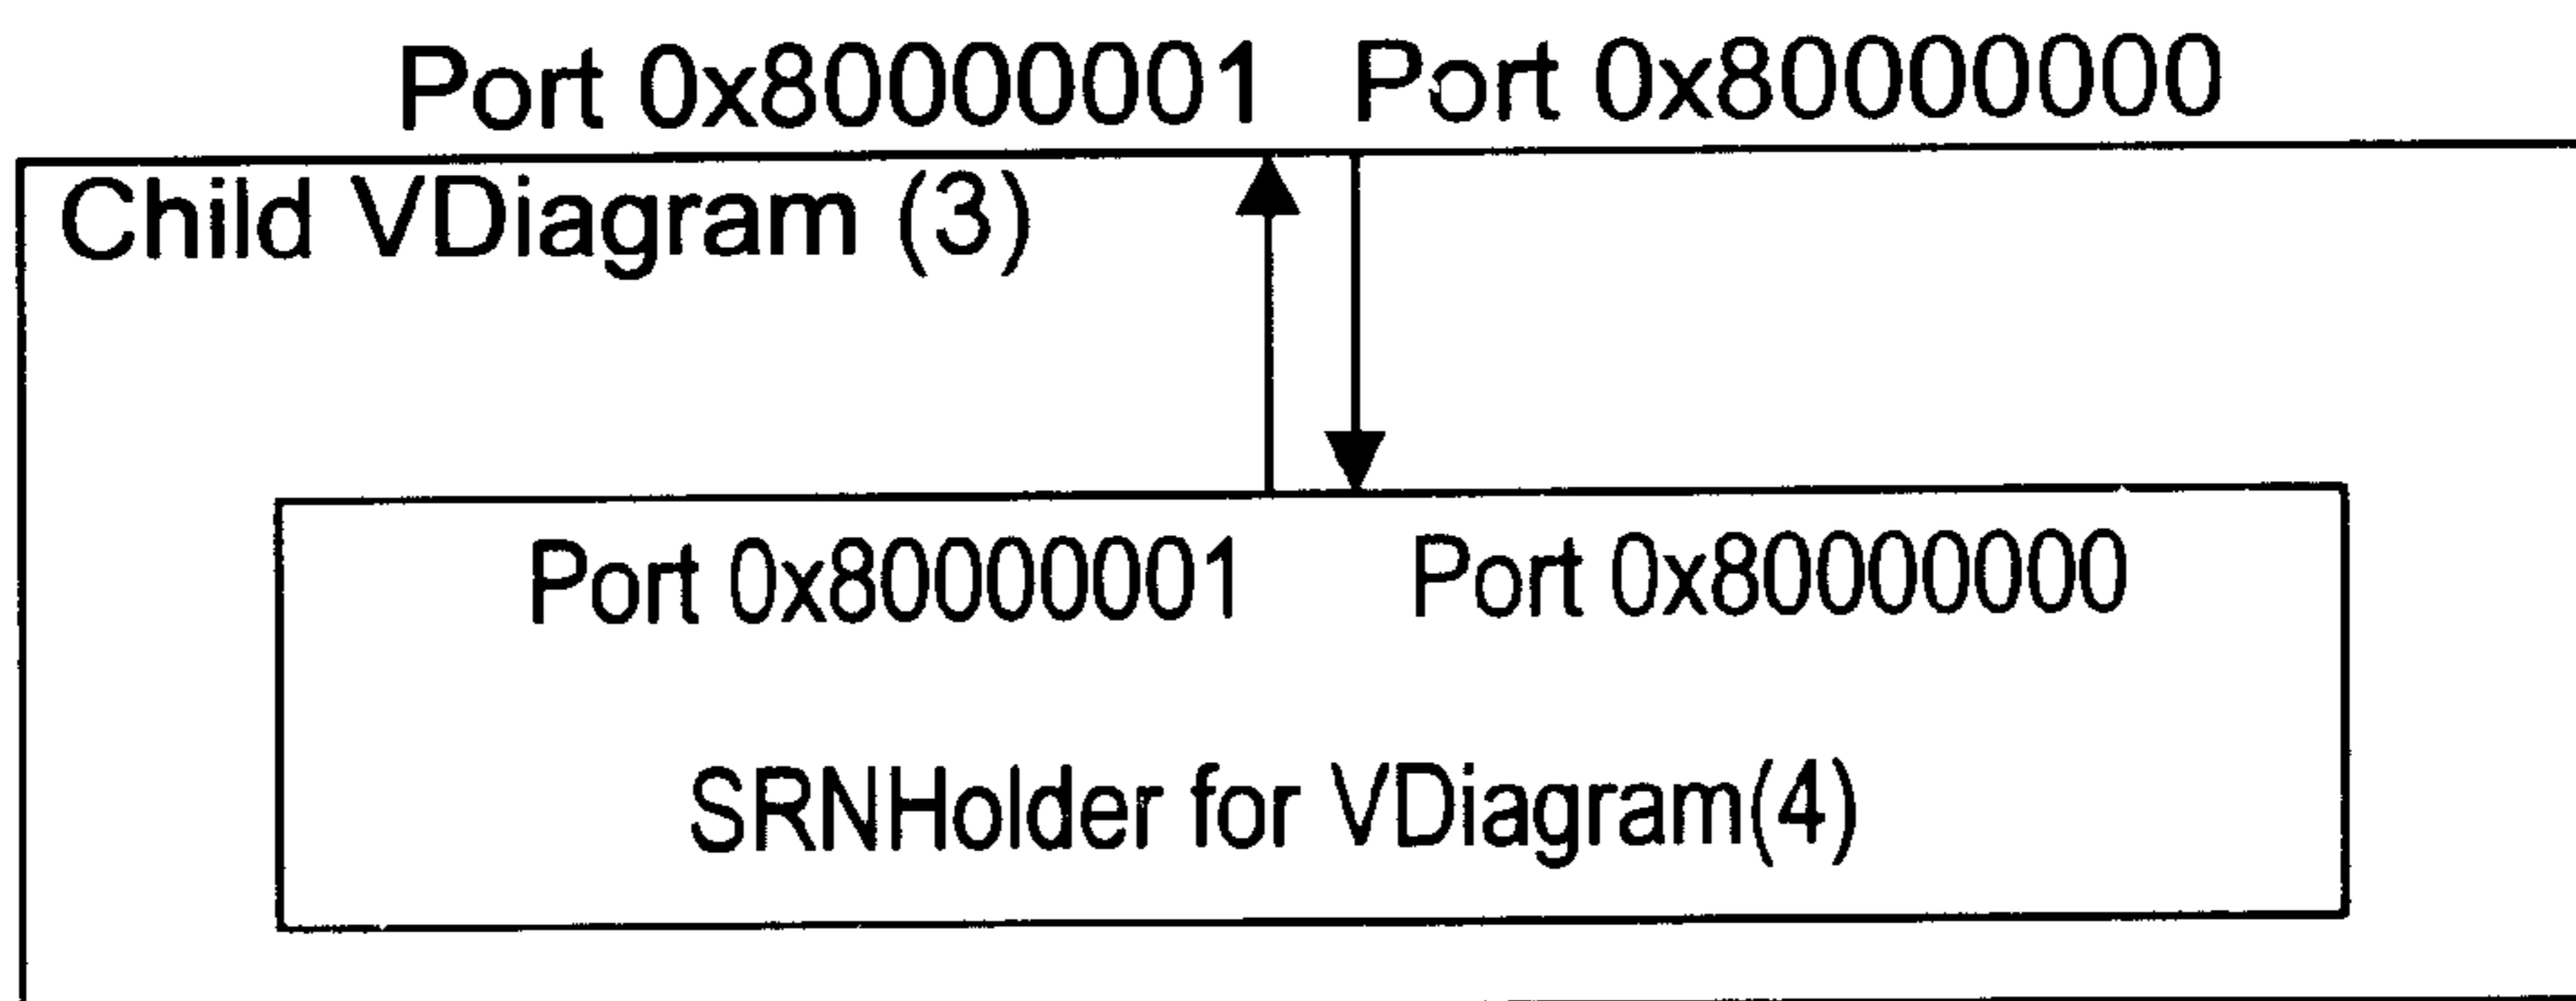 Port 0x80000001 Port 0x80000000
Child VDiagram (3)
Port 0x80000001 Port 0x80000000
SRNHolder for VDiagram(4)